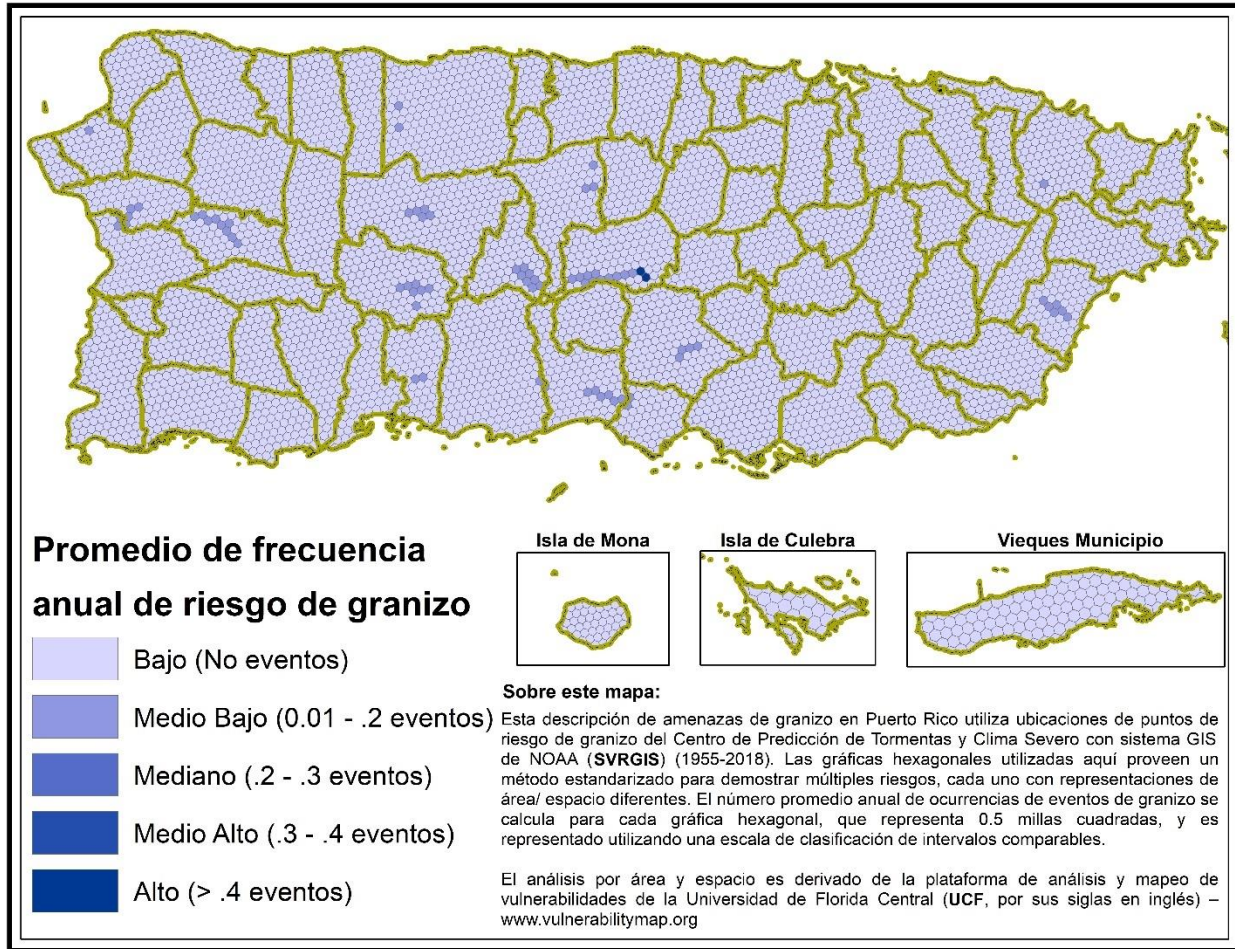 Promedio de frecuencia
anual de riesgo de granizo
Bajo (No eventos)
Medio Bajo (0.01 - .2 eventos)
Mediano (.2 - .3 eventos)
Medio Alto (.3 - .4 eventos)
Alto (> .4 eventos)
Isla de Mona
Isla de Culebra
Vieques Municipio
Sobre este mapa:
Esta descripción de amenazas de granizo en Puerto Rico utiliza ubicaciones de puntos de
riesgo de granizo del Centro de Predicción de Tormentas y Clima Severo con sistema GIS
de NOAA (SVRGIS) (1955-2018). Las gráficas hexagonales utilizadas aquí proveen un
método estandarizado para demostrar múltiples riesgos, cada uno con representaciones de
área/ espacio diferentes. El número promedio anual de ocurrencias de eventos de granizo se
calcula para cada gráfica hexagonal, que representa 0.5 millas cuadradas, y es
representado utilizando una escala de clasificación de intervalos comparables.
El análisis por área y espacio es derivado de la plataforma de análisis y mapeo de
vulnerabilidades de la Universidad de Florida Central (UCF, por sus siglas en inglés) –
www.vulnerabilitymap.org